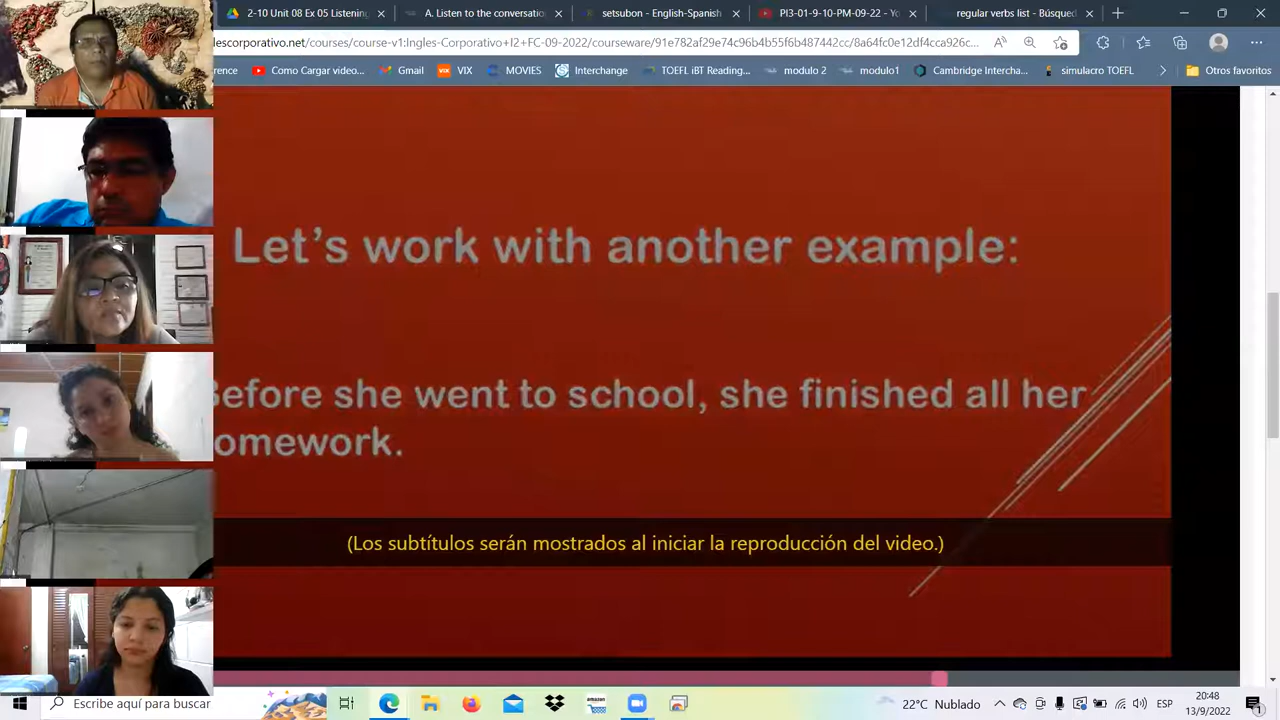 2-10 Unit 08 Ex 05 Listening
A. Listen to the conversatio
selsubon - English-Spanish
PI3-01-9-10-PM-09-22 - Yo
regular verbs list - Búsqued
lescorporativo.net/courses/course-v1:Ingles-Corporativo+I2+FC-09-2022/courseware/91e782af29e74c96b4b55f6b487442cc/8a64fc0e12df4cca926c...
rence
Como Cargar video...
Gmail
VIX
MOVIES
Interchange
TOEFL iBT Reading...
modulo 2
modulo1
Cambridge Intercha...
simulacro TOEFL
Otros favoritos
Let's work with another example:
Before she went to school, she finished all her
omework.
(Los subtítulos serán mostrados al iniciar la reproducción del video.)
Escribe aquí para buscar
22°C Nublado
ESP
20:48
13/9/2022